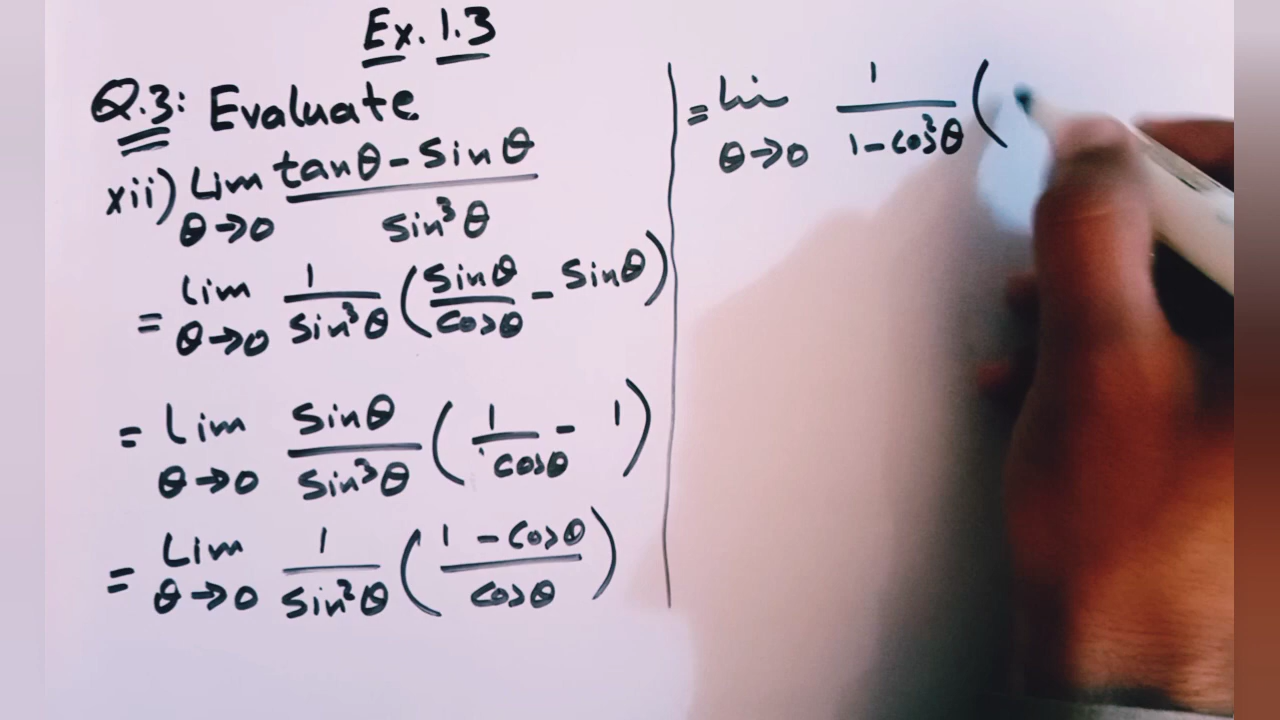 Ex. 1.3
Q.3: Evaluate
xii) Lim θ→0 (tanθ - Sinθ)/(sin³θ)
= Lim θ→0 1/(Sin³θ) (Sinθ/Cosθ - Sinθ)
= Lim θ→0 Sinθ/(Sin³θ) (1/Cosθ - 1)
= Lim θ→0 1/(Sin²θ) ((1 - Cosθ)/Cosθ)
= Lim θ→0 1/(1 - Cos²θ) (